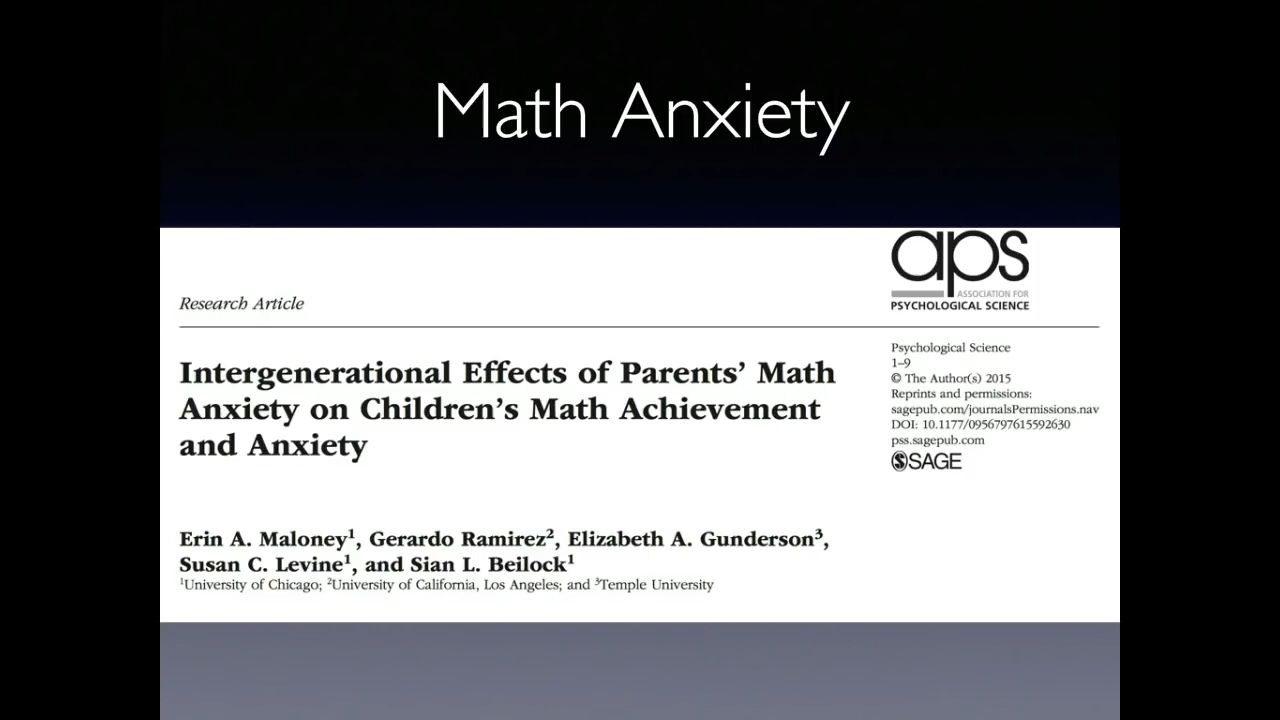 Math Anxiety
aps
ASSOCIATION FOR
PSYCHOLOGICAL SCIENCE
Research Article
Intergenerational Effects of Parents’ Math
Anxiety on Children’s Math Achievement
and Anxiety
Psychological Science
1–9
© The Author(s) 2015
Reprints and permissions:
sagepub.com/journalsPermissions.nav
DOI: 10.1177/0956797615592630
pss.sagepub.com
SAGE
Erin A. Maloney¹, Gerardo Ramirez², Elizabeth A. Gunderson³,
Susan C. Levine¹, and Sian L. Beilock¹
¹University of Chicago; ²University of California, Los Angeles; and ³Temple University